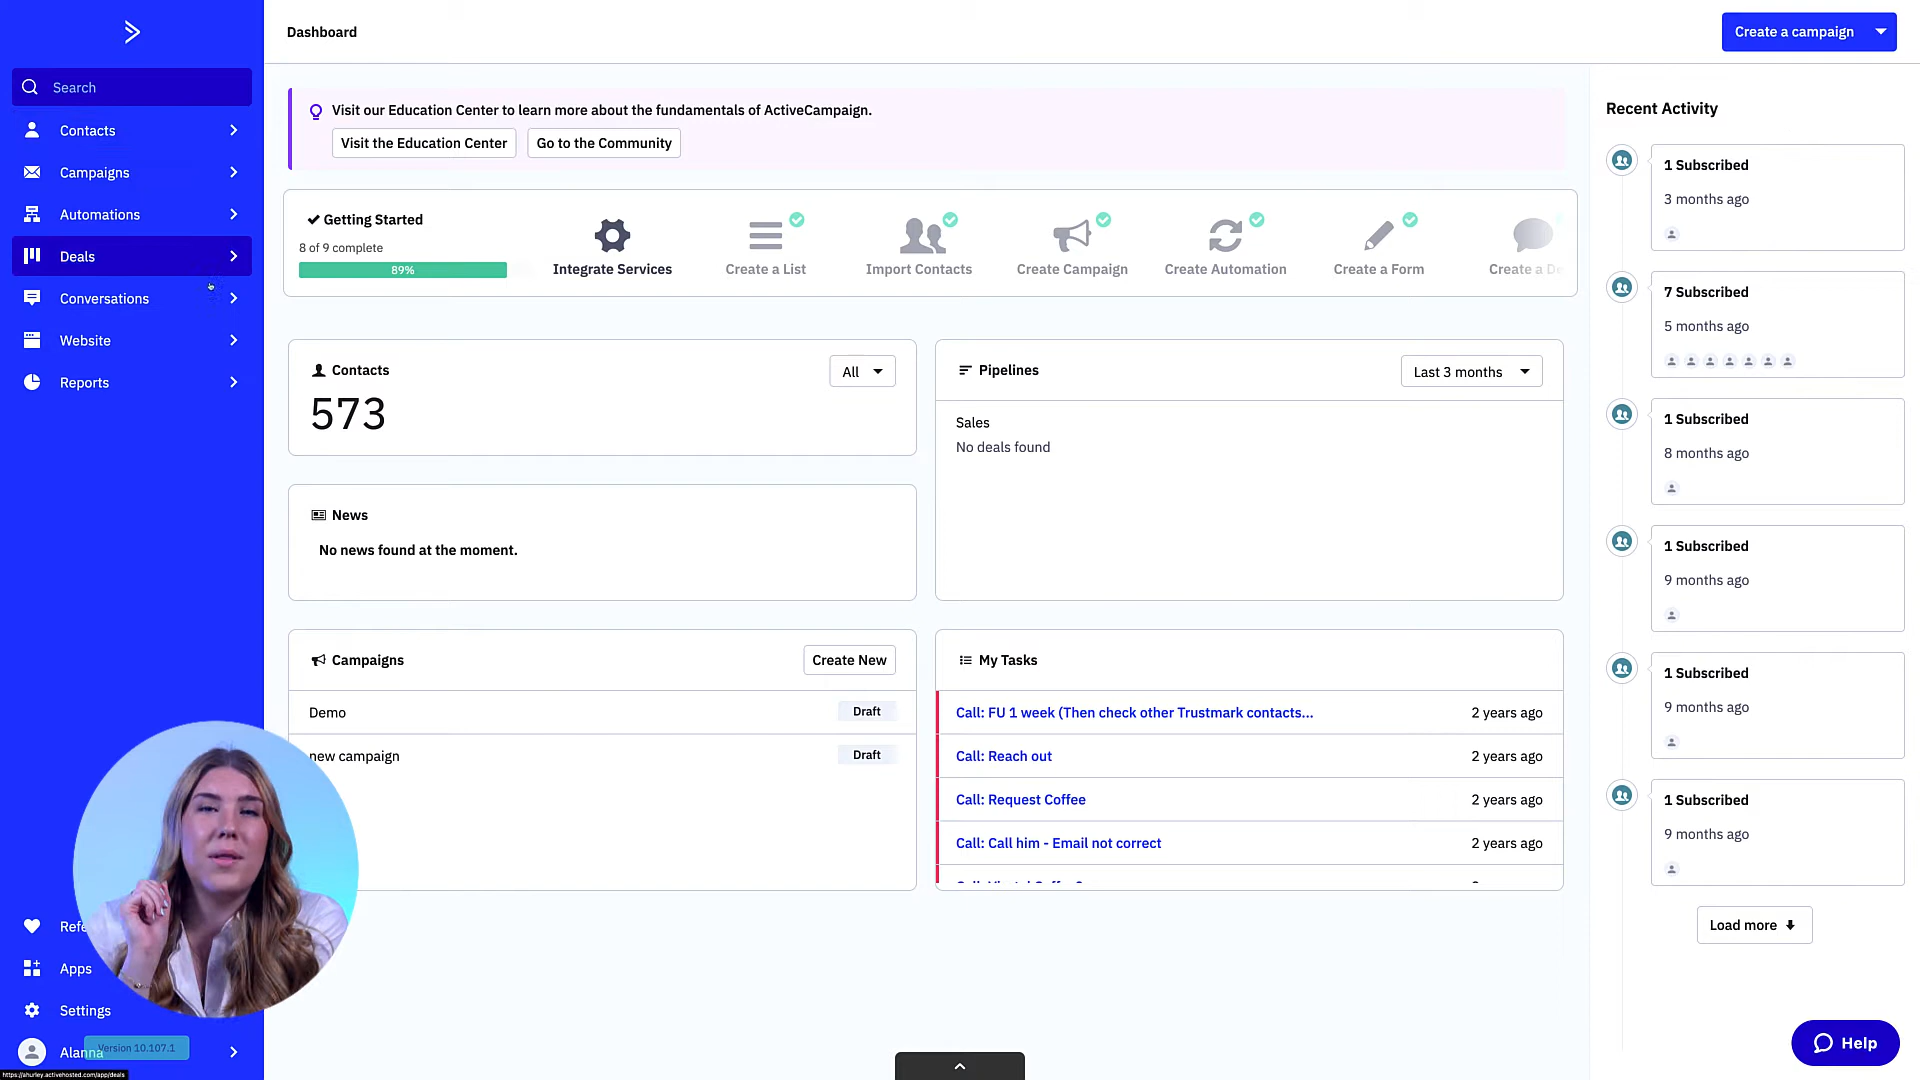 Dashboard
Create a campaign
Search
Contacts
Campaigns
Automations
Deals
Conversations
Website
Reports
Apps
Settings
Alanna
Version 10.107.1
https://ahurley.activehosted.com/app/deals
Visit our Education Center to learn more about the fundamentals of ActiveCampaign.
Visit the Education Center
Go to the Community
Getting Started
8 of 9 complete
89%
Integrate Services
Create a List
Import Contacts
Create Campaign
Create Automation
Create a Form
Create a
Contacts
All
573
News
No news found at the moment.
Pipelines
Last 3 months
Sales
No deals found
Campaigns
Create New
Demo
Draft
new campaign
Draft
My Tasks
Call: FU 1 week (Then check other Trustmark contacts...
2 years ago
Call: Reach out
2 years ago
Call: Request Coffee
2 years ago
Call: Call him - Email not correct
2 years ago
Recent Activity
1 Subscribed
3 months ago
7 Subscribed
5 months ago
1 Subscribed
8 months ago
1 Subscribed
9 months ago
1 Subscribed
9 months ago
1 Subscribed
9 months ago
Load more
Help